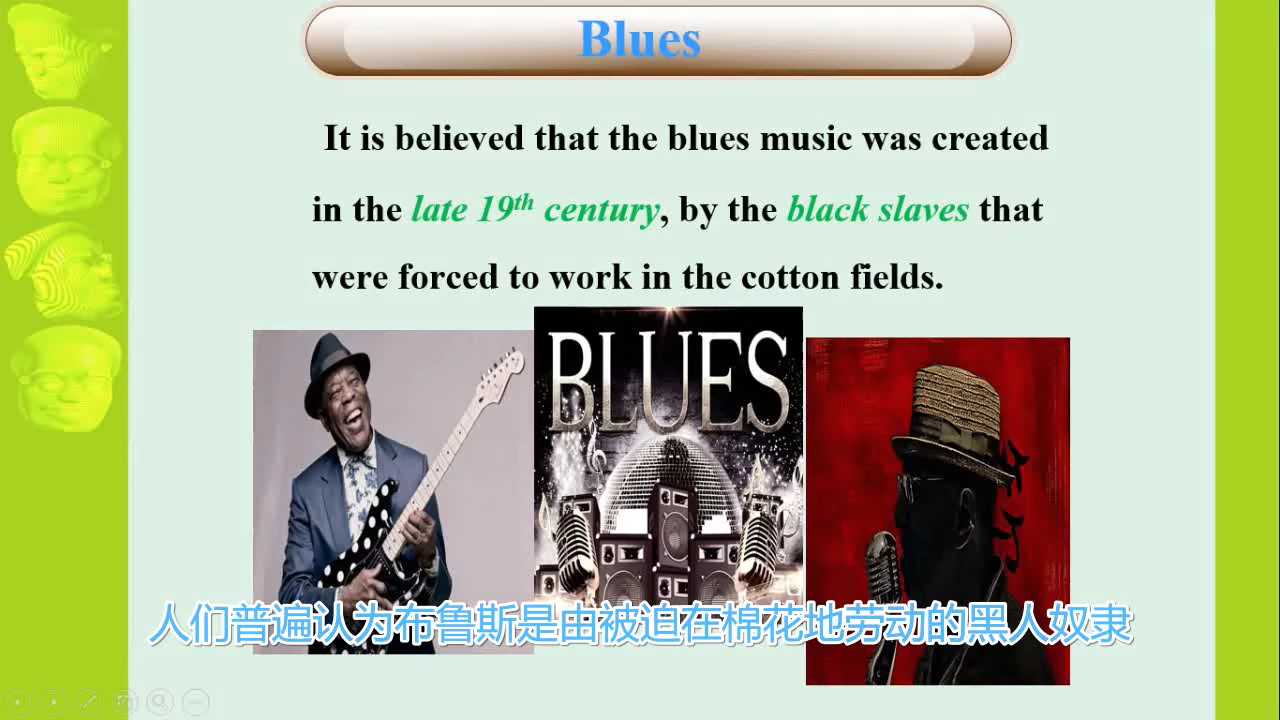 Blues
It is believed that the blues music was created
in the late 19th century, by the black slaves that
were forced to work in the cotton fields.
BLUES
人们普遍认为布鲁斯是由被迫在棉花地劳动的黑人奴隶